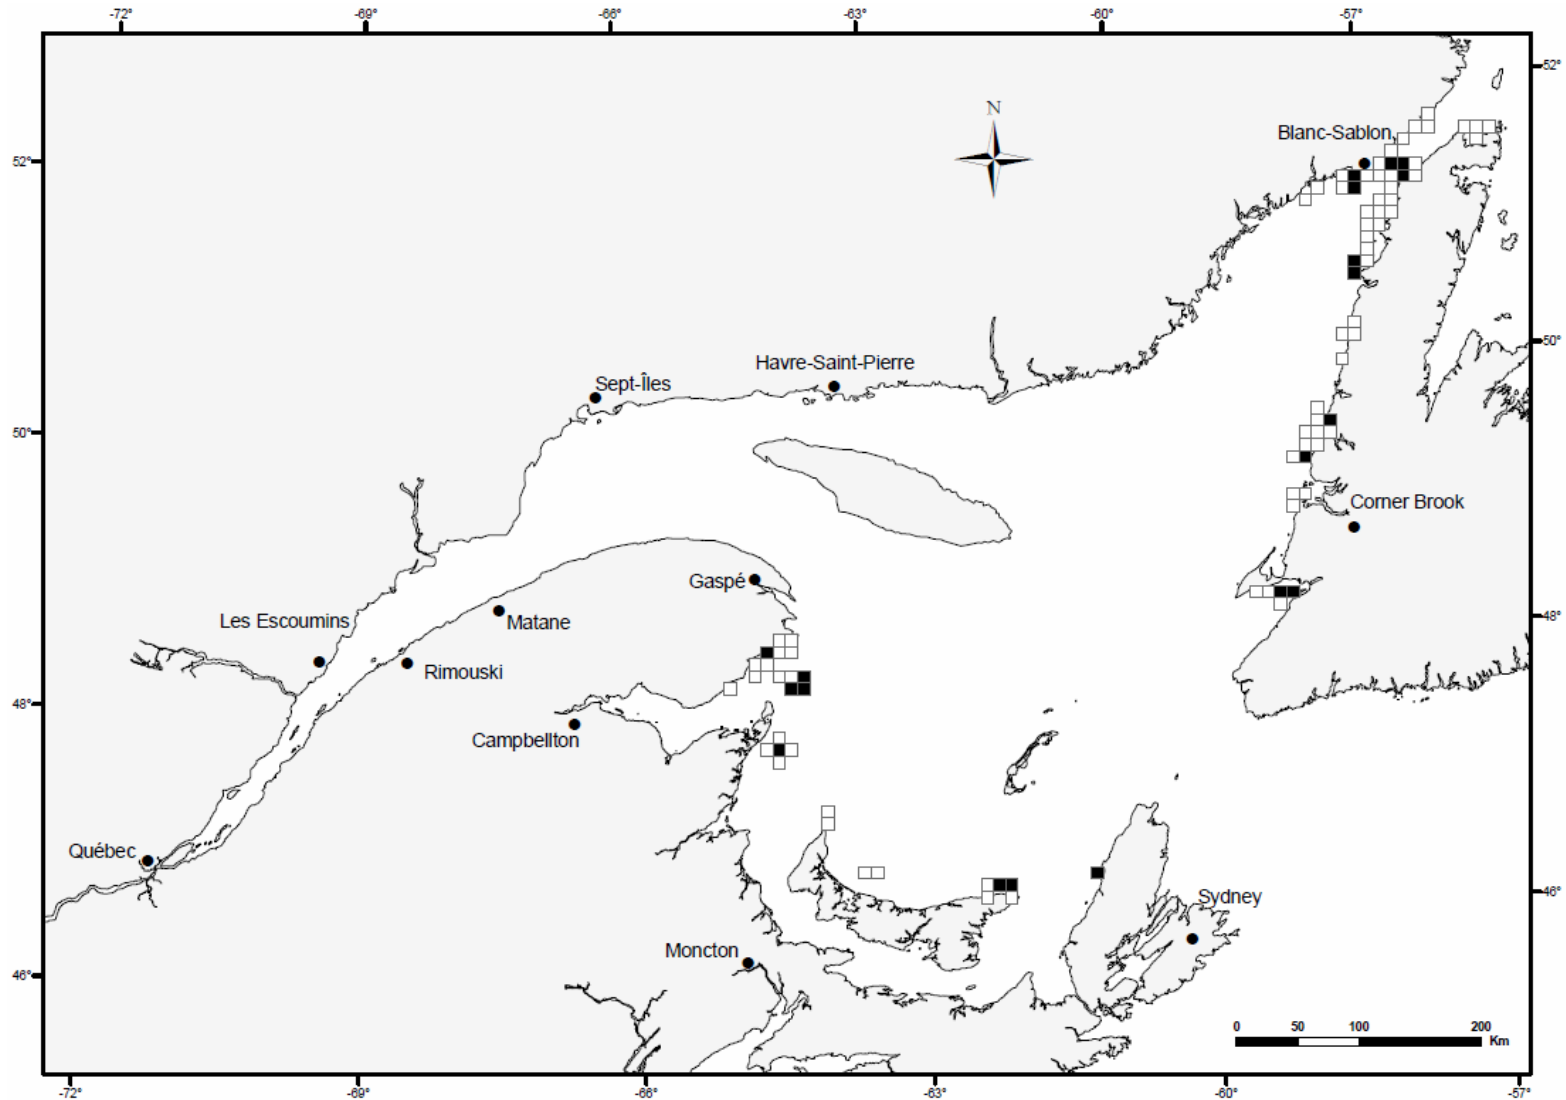 -72° -69° -66° -63° -60° -57°
52°
N
Blanc-Sablon
52°
50°
Havre-Saint-Pierre
Sept-Îles
50°
Corner Brook
Gaspé
48°
Les Escoumins
Matane
Rimouski
48°
Campbellton
Québec
46°
Sydney
Moncton
46°
0 50 100 200
Km
-72° -69° -66° -63° -60° -57°